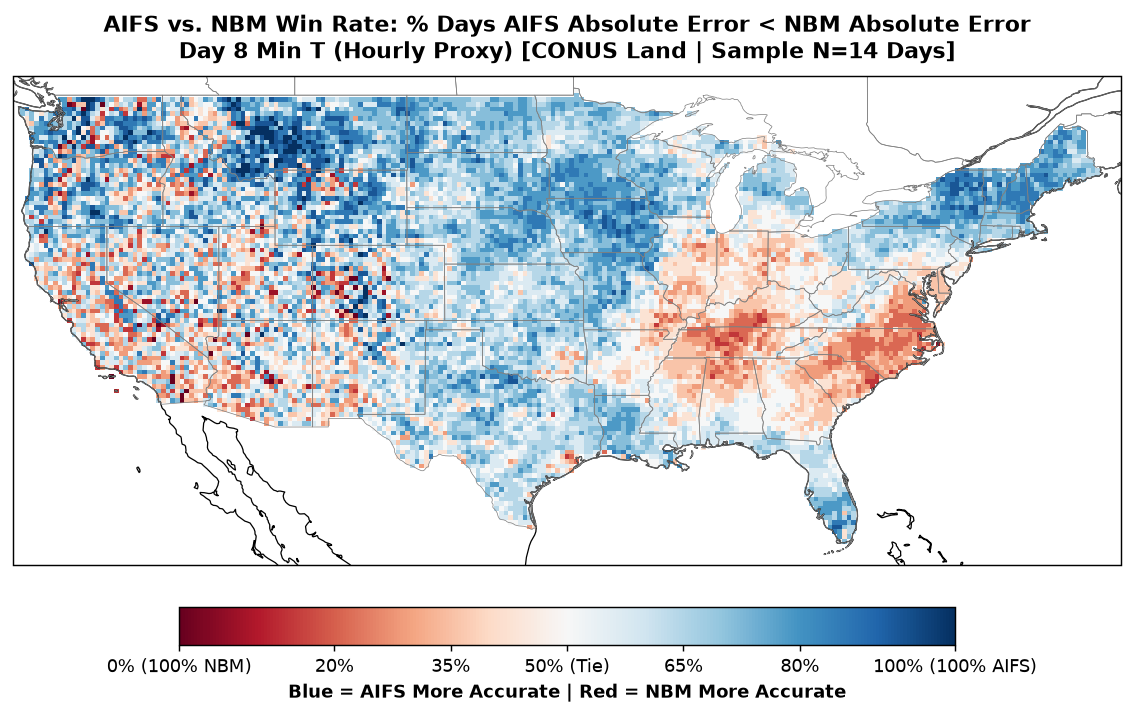 AIFS vs. NBM Win Rate: % Days AIFS Absolute Error < NBM Absolute Error
Day 8 Min T (Hourly Proxy) [CONUS Land | Sample N=14 Days]
0% (100% NBM) 20% 35% 50% (Tie) 65% 80% 100% (100% AIFS)
Blue = AIFS More Accurate | Red = NBM More Accurate